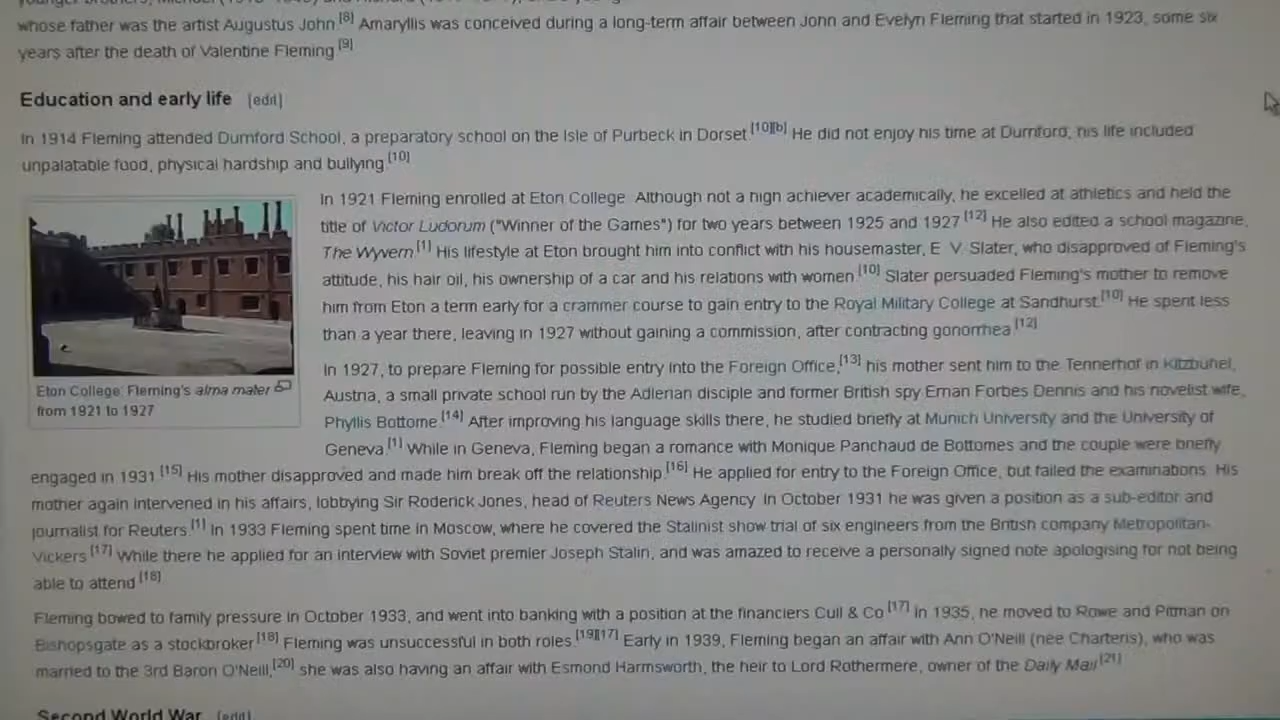 whose father was the artist Augustus John.[8] Amaryllis was conceived during a long-term affair between John and Evelyn Fleming that started in 1923, some six
years after the death of Valentine Fleming.[9]
Education and early life [edit]
In 1914 Fleming attended Durnford School, a preparatory school on the Isle of Purbeck in Dorset.[10][b] He did not enjoy his time at Durnford; his life included
unpalatable food, physical hardship and bullying.[10]
In 1921 Fleming enrolled at Eton College. Although not a high achiever academically, he excelled at athletics and held the
title of Victor Ludorum ("Winner of the Games") for two years between 1925 and 1927.[12] He also edited a school magazine,
The Wyvern.[1] His lifestyle at Eton brought him into conflict with his housemaster, E. V. Slater, who disapproved of Fleming's
attitude, his hair oil, his ownership of a car and his relations with women.[10] Slater persuaded Fleming's mother to remove
him from Eton a term early for a crammer course to gain entry to the Royal Military College at Sandhurst.[10] He spent less
than a year there, leaving in 1927 without gaining a commission, after contracting gonorrhea.[12]
Eton College: Fleming's alma mater
from 1921 to 1927
In 1927, to prepare Fleming for possible entry into the Foreign Office,[13] his mother sent him to the Tennerhof in Kitzbühel,
Austria, a small private school run by the Adlerian disciple and former British spy Ernan Forbes Dennis and his novelist wife,
Phyllis Bottome.[14] After improving his language skills there, he studied briefly at Munich University and the University of
Geneva.[1] While in Geneva, Fleming began a romance with Monique Panchaud de Bottomes and the couple were briefly
engaged in 1931.[15] His mother disapproved and made him break off the relationship.[16] He applied for entry to the Foreign Office, but failed the examinations. His
mother again intervened in his affairs, lobbying Sir Roderick Jones, head of Reuters News Agency. In October 1931 he was given a position as a sub-editor and
journalist for Reuters.[1] In 1933 Fleming spent time in Moscow, where he covered the Stalinist show trial of six engineers from the British company Metropolitan-
Vickers.[17] While there he applied for an interview with Soviet premier Joseph Stalin, and was amazed to receive a personally signed note apologising for not being
able to attend.[18]
Fleming bowed to family pressure in October 1933, and went into banking with a position at the financiers Cull & Co.[17] In 1935, he moved to Rowe and Pitman on
Bishopsgate as a stockbroker.[18] Fleming was unsuccessful in both roles.[19][17] Early in 1939, Fleming began an affair with Ann O'Neill (née Charteris), who was
married to the 3rd Baron O'Neill;[20] she was also having an affair with Esmond Harmsworth, the heir to Lord Rothermere, owner of the Daily Mail.[21]
Second World War [edit]